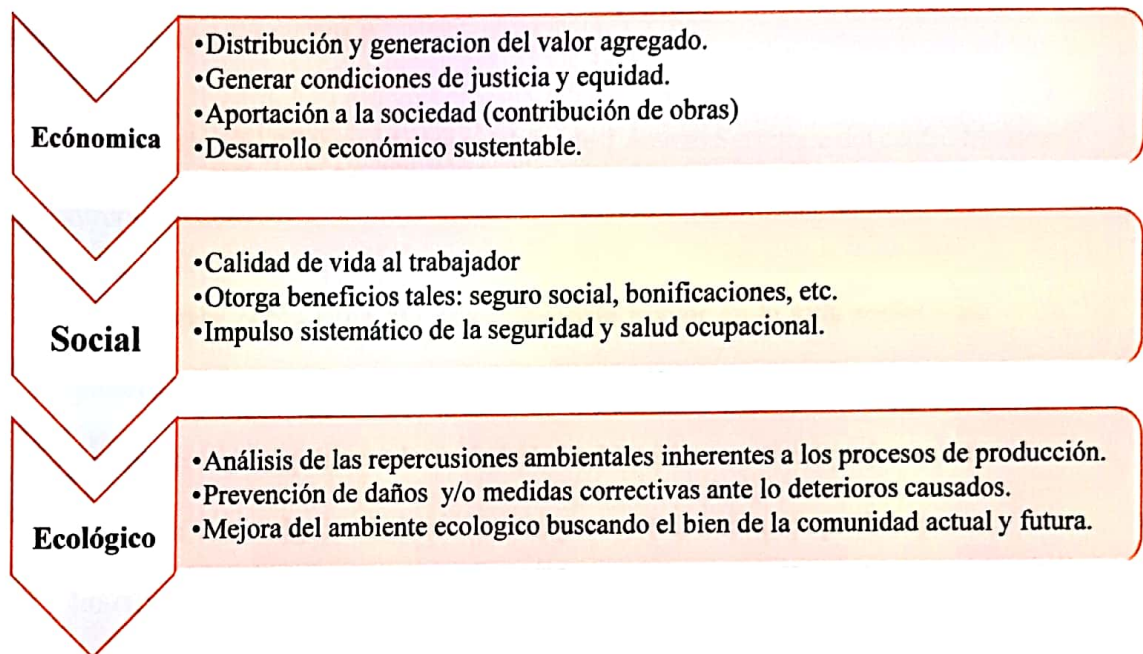 Ecónomica
•Distribución y generacion del valor agregado.
•Generar condiciones de justicia y equidad.
•Aportación a la sociedad (contribución de obras)
•Desarrollo económico sustentable.
Social
•Calidad de vida al trabajador
•Otorga beneficios tales: seguro social, bonificaciones, etc.
•Impulso sistemático de la seguridad y salud ocupacional.
Ecológico
•Análisis de las repercusiones ambientales inherentes a los procesos de producción.
•Prevención de daños y/o medidas correctivas ante lo deterioros causados.
•Mejora del ambiente ecologico buscando el bien de la comunidad actual y futura.